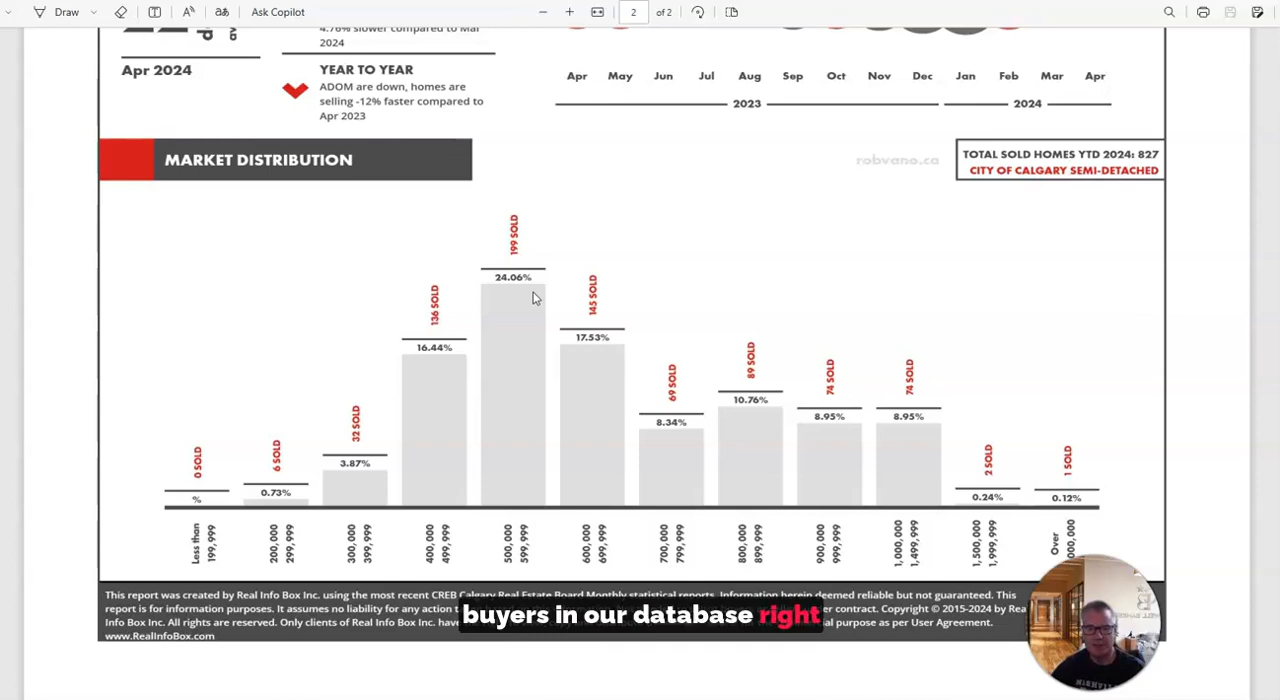 Draw
Ask Copilot
2
of 2
4.76% slower compared to Mar
2024
Apr 2024
YEAR TO YEAR
ADOM are down, homes are
selling -12% faster compared to
Apr 2023
Apr May Jun Jul Aug Sep Oct Nov Dec Jan Feb Mar Apr
2023
2024
MARKET DISTRIBUTION
robvano.ca
TOTAL SOLD HOMES YTD 2024: 827
CITY OF CALGARY SEMI-DETACHED
0 SOLD
6 SOLD
32 SOLD
136 SOLD
199 SOLD
145 SOLD
69 SOLD
89 SOLD
74 SOLD
74 SOLD
2 SOLD
1 SOLD
%
0.73%
3.87%
16.44%
24.06%
17.53%
8.34%
10.76%
8.95%
8.95%
0.24%
0.12%
Less than
199,999
200,000
299,999
300,000
399,999
400,000
499,999
500,000
599,999
600,000
699,999
700,000
799,999
800,000
899,999
900,000
999,999
1,000,000
1,499,999
1,500,000
1,999,999
Over
000,000
This report was created by Real Info Box Inc. using the most recent CREB Calgary Real Estate Board Monthly statistical reports. Information herein deemed reliable but not guaranteed. This
report is for information purposes. It assumes no liability for any action contract. Copyright © 2015-2024 by Rea
Info Box Inc. All rights are reserved. Only clients of Real Info Box Inc. purpose as per User Agreement.
www.RealInfoBox.com
buyers in our database right